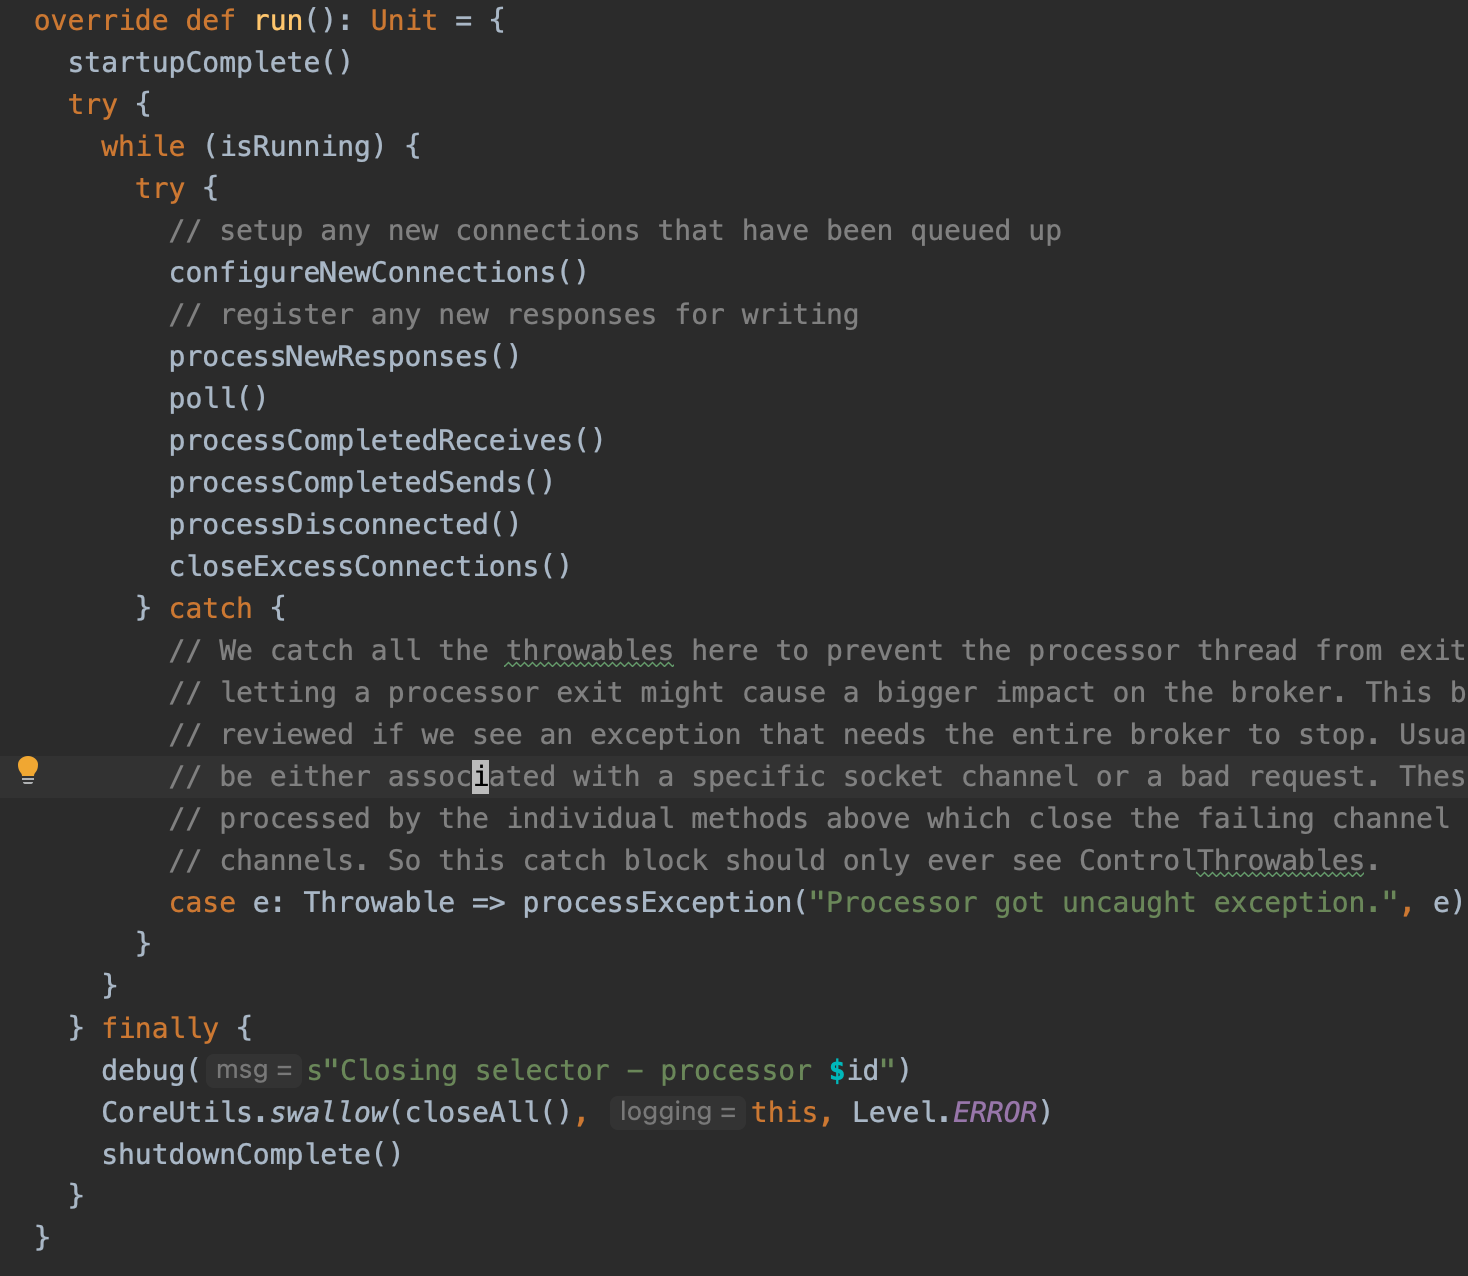 override def run(): Unit = {
startupComplete()
try {
while (isRunning) {
try {
// setup any new connections that have been queued up
configureNewConnections()
// register any new responses for writing
processNewResponses()
poll()
processCompletedReceives()
processCompletedSends()
processDisconnected()
closeExcessConnections()
} catch {
// We catch all the throwables here to prevent the processor thread from exit
// letting a processor exit might cause a bigger impact on the broker. This b
// reviewed if we see an exception that needs the entire broker to stop. Usua
// be either associated with a specific socket channel or a bad request. Thes
// processed by the individual methods above which close the failing channel
// channels. So this catch block should only ever see ControlThrowables.
case e: Throwable => processException("Processor got uncaught exception.", e)
}
}
} finally {
debug( msg = s"Closing selector - processor $id")
CoreUtils.swallow(closeAll(), logging = this, Level.ERROR)
shutdownComplete()
}
}